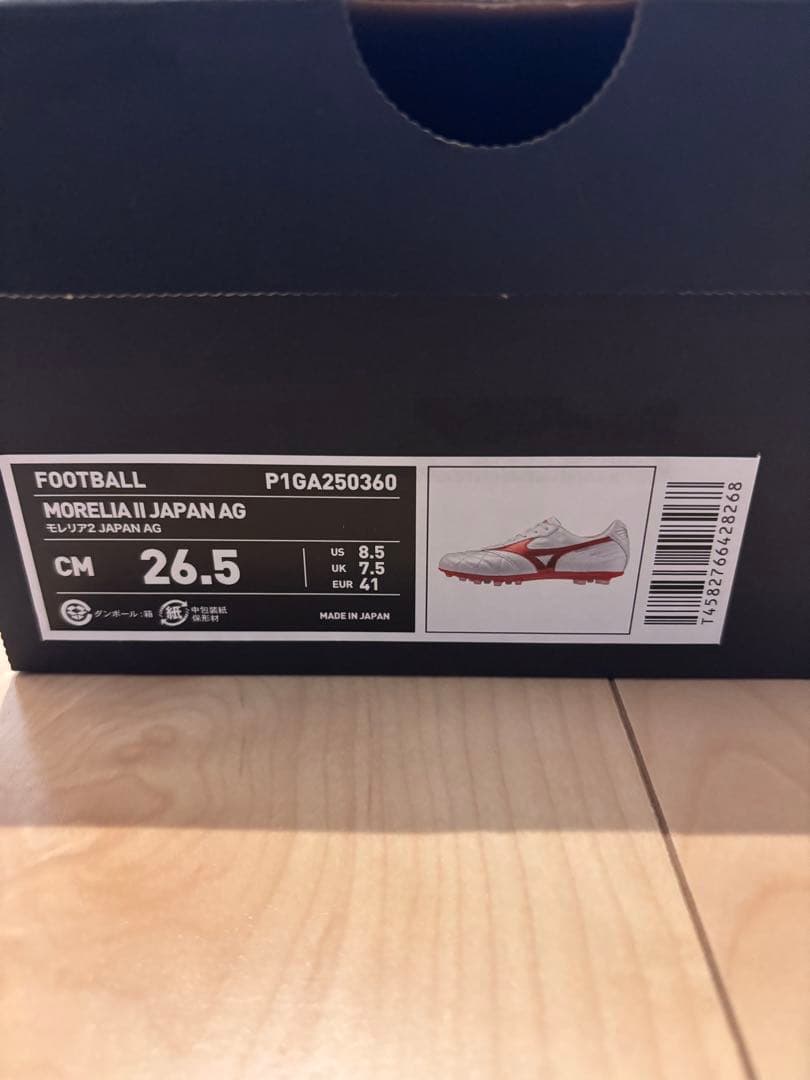 FOOTBALL P1GA250360
MORELIA II JAPAN AG
モレリア2 JAPAN AG
CM 26.5
US 8.5
UK 7.5
EUR 41
ダンボール:箱
紙 中包装紙
保形材
MADE IN JAPAN
T4582766428268